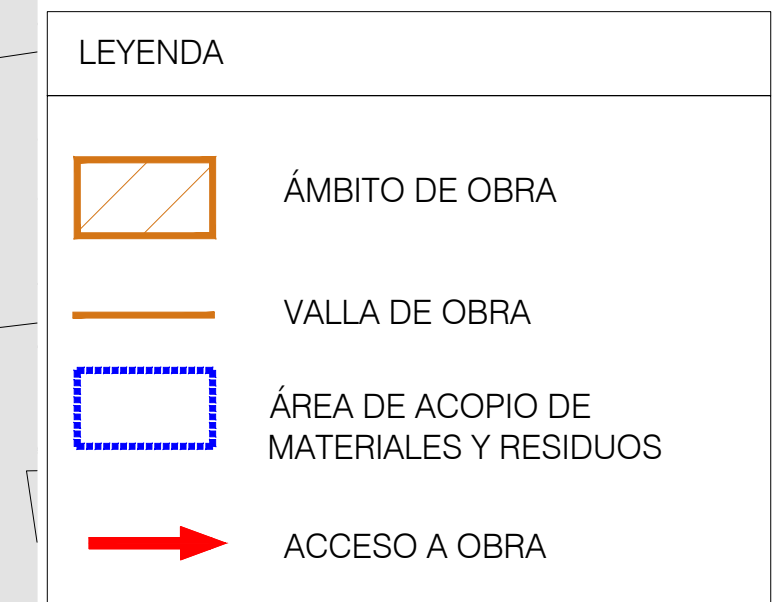 LEYENDA
ÁMBITO DE OBRA
VALLA DE OBRA
ÁREA DE ACOPIO DE
MATERIALES Y RESIDUOS
ACCESO A OBRA